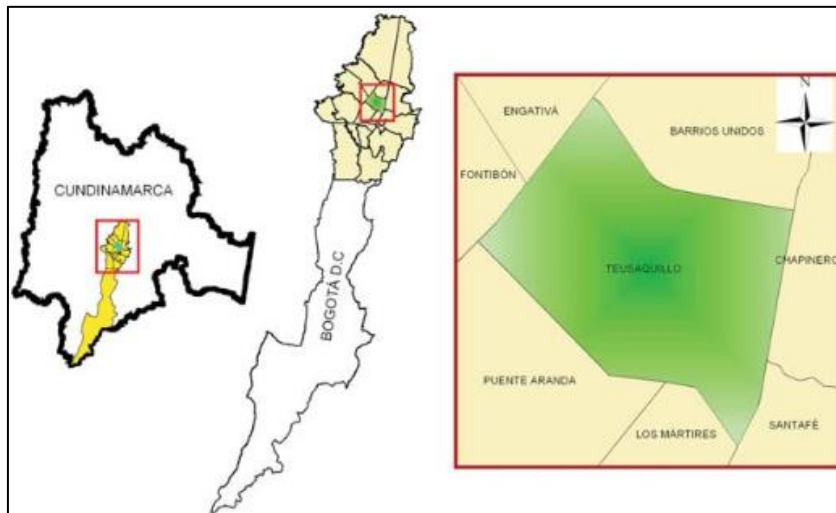 CUNDINAMARCA
BOGOTÁ D.C
N
ENGATIVÁ
BARRIOS UNIDOS
FONTIBÓN
TEUSAQUILLO
CHAPINERO
PUENTE ARANDA
LOS MÁRTIRES
SANTAFÉ